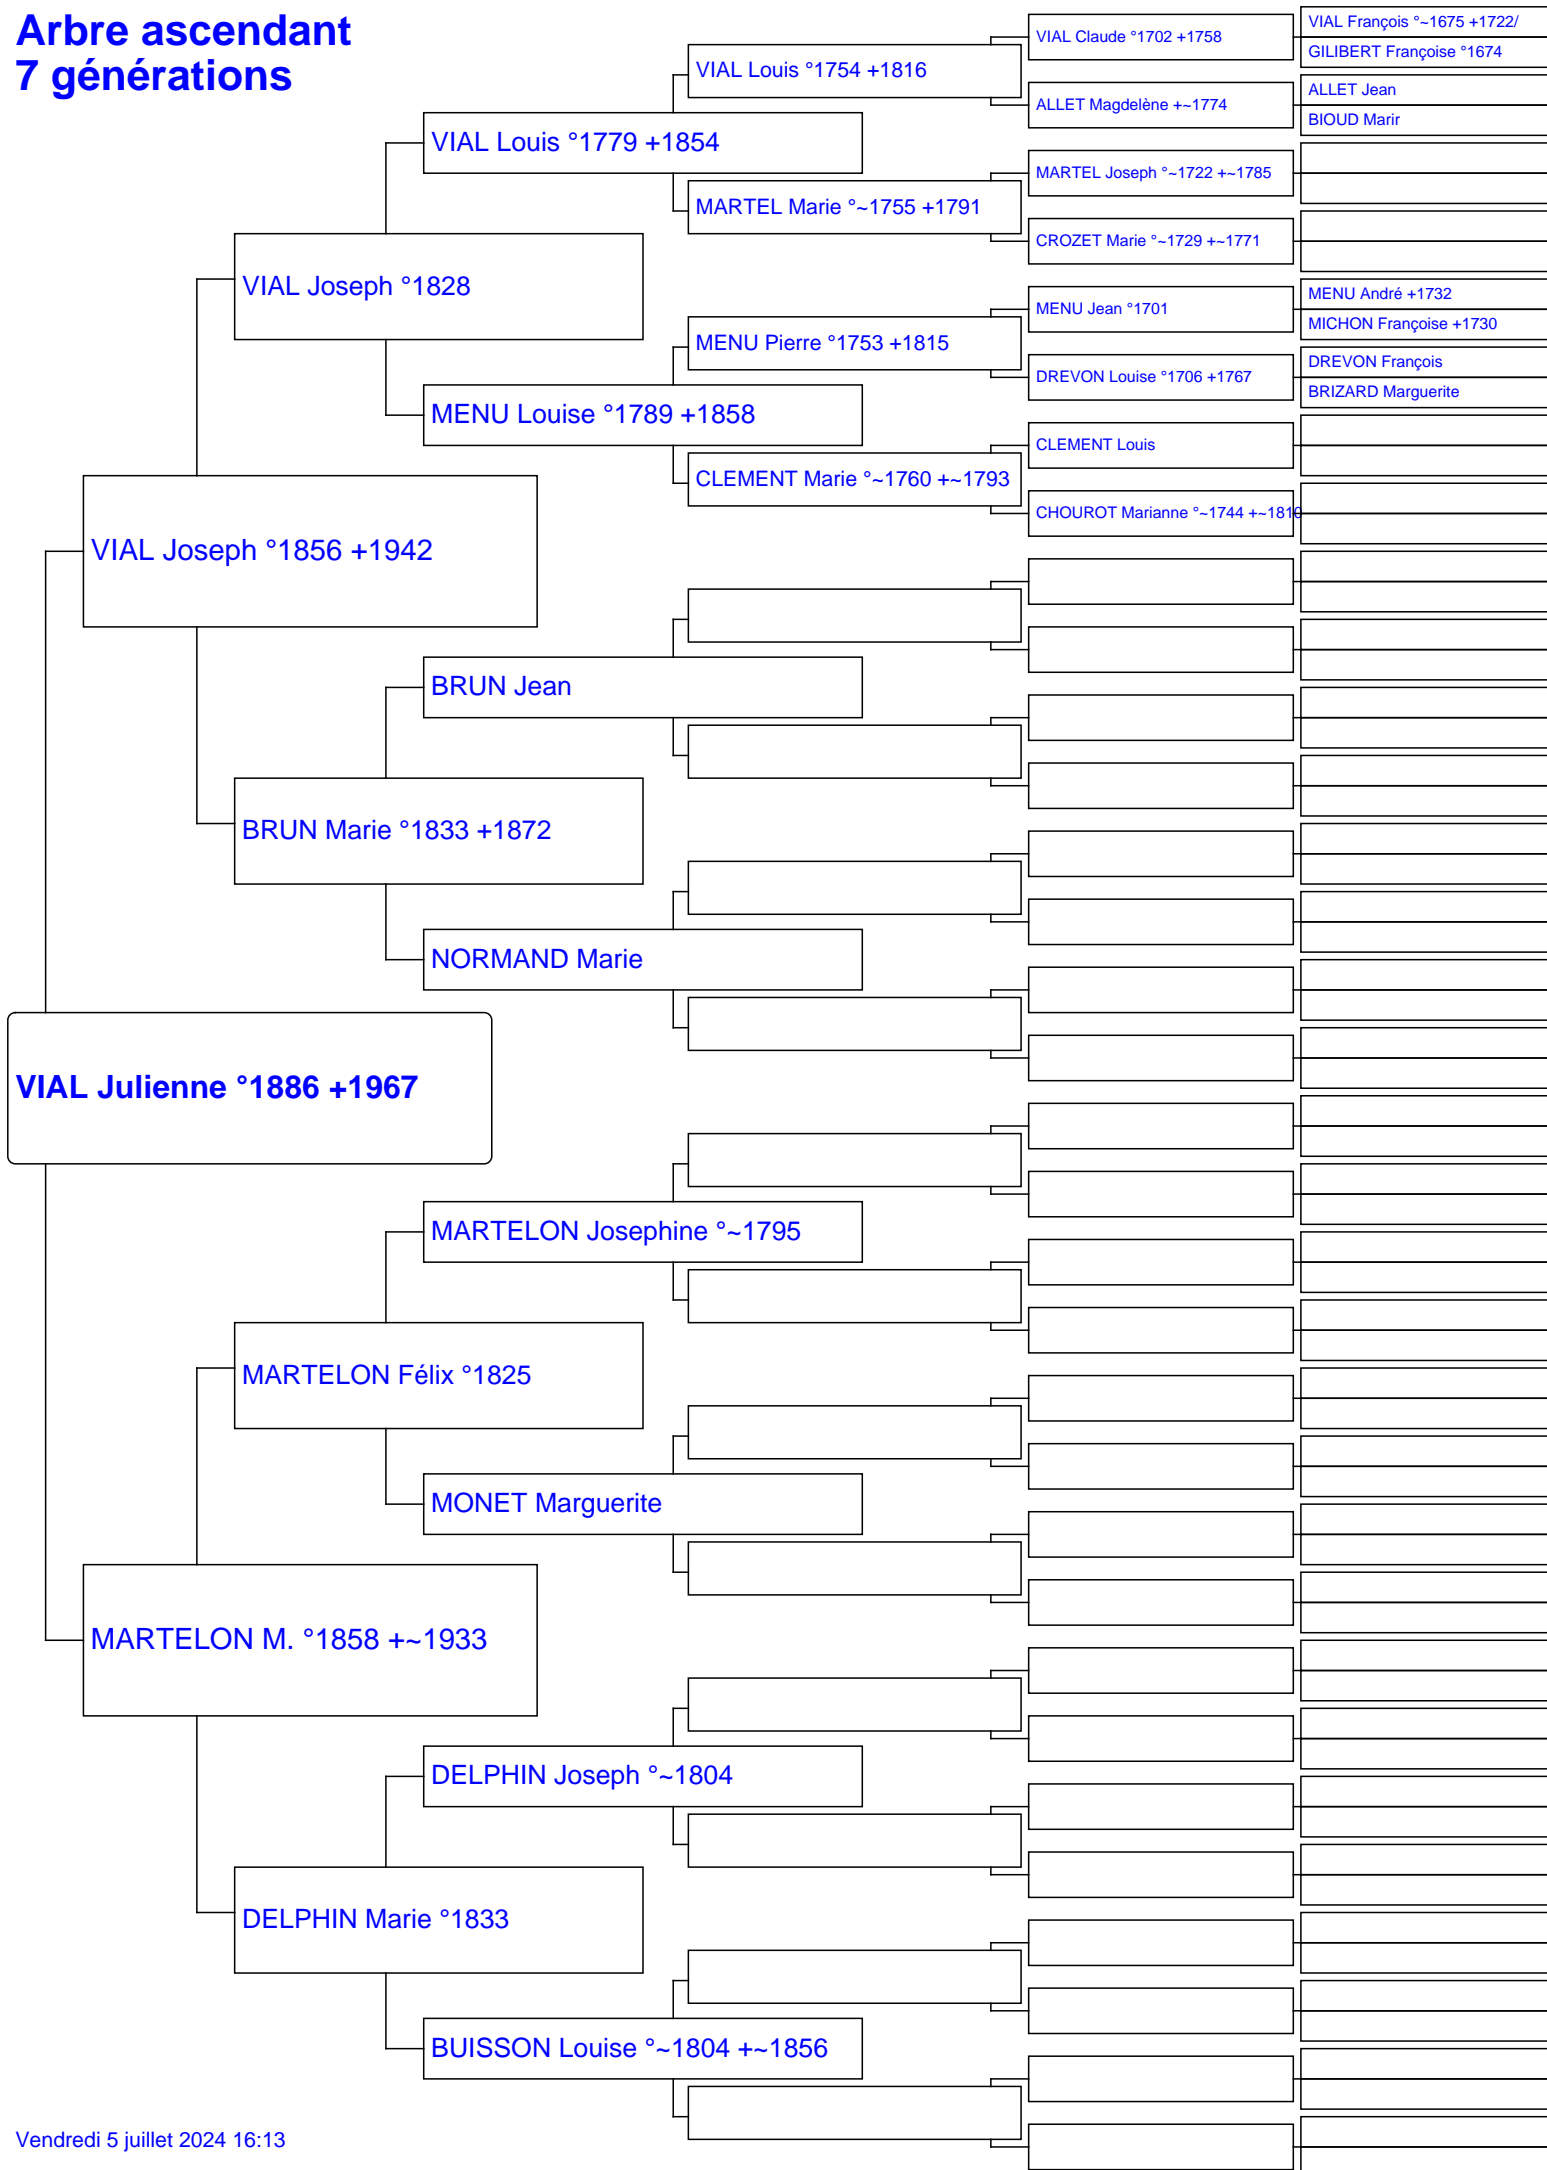 Arbre ascendant
7 générations
VIAL François °~1675 +1722/
VIAL Claude °1702 +1758
GILIBERT Françoise °1674
VIAL Louis °1754 +1816
ALLET Jean
ALLET Magdelène +~1774
BIOUD Marir
VIAL Louis °1779 +1854
MARTEL Joseph °~1722 +~1785
MARTEL Marie °~1755 +1791
CROZET Marie °~1729 +~1771
VIAL Joseph °1828
MENU André +1732
MENU Jean °1701
MICHON Françoise +1730
MENU Pierre °1753 +1815
DREVON François
DREVON Louise °1706 +1767
BRIZARD Marguerite
MENU Louise °1789 +1858
CLEMENT Louis
CLEMENT Marie °~1760 +~1793
CHOUROT Marianne °~1744 +~1810
VIAL Joseph °1856 +1942
BRUN Jean
BRUN Marie °1833 +1872
NORMAND Marie
VIAL Julienne °1886 +1967
MARTELON Josephine °~1795
MARTELON Félix °1825
MONET Marguerite
MARTELON M. °1858 +~1933
DELPHIN Joseph °~1804
DELPHIN Marie °1833
BUISSON Louise °~1804 +~1856
Vendredi 5 juillet 2024 16:13